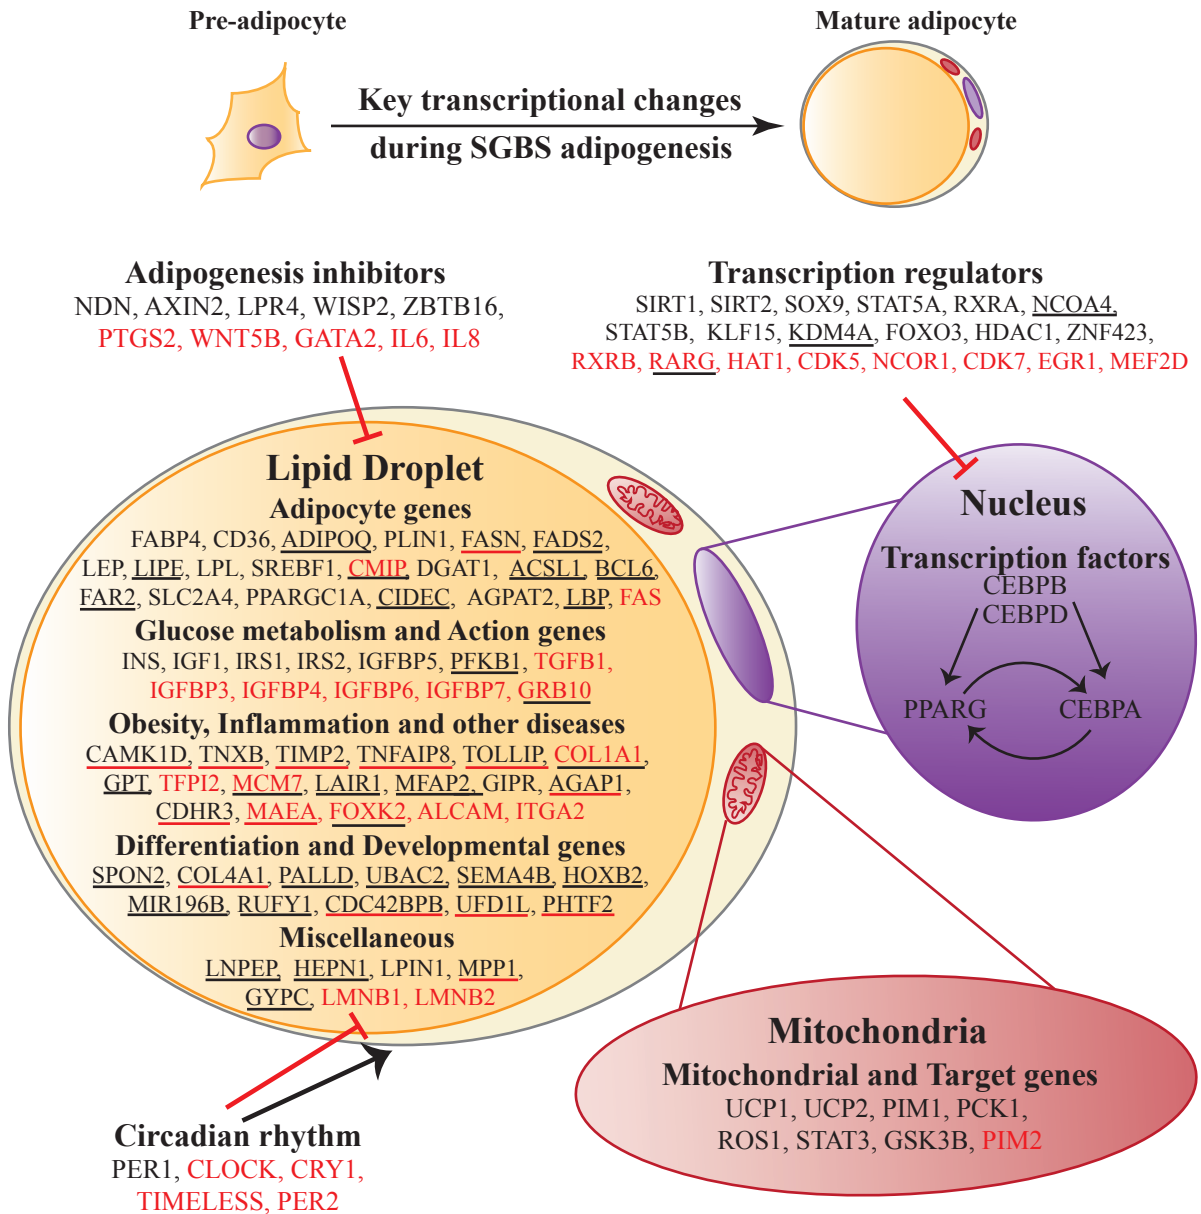 Pre-adipocyte
Mature adipocyte
Key transcriptional changes
during SGBS adipogenesis
Adipogenesis inhibitors
NDN, AXIN2, LPR4, WISP2, ZBTB16,
PTGS2, WNT5B, GATA2, IL6, IL8
Transcription regulators
SIRT1, SIRT2, SOX9, STAT5A, RXRA, NCOA4,
STAT5B, KLF15, KDM4A, FOXO3, HDAC1, ZNF423,
RXRB, RARG, HAT1, CDK5, NCOR1, CDK7, EGR1, MEF2D
Lipid Droplet
Adipocyte genes
FABP4, CD36, ADIPOQ, PLIN1, FASN, FADS2,
LEP, LIPE, LPL, SREBF1, CMIP, DGAT1, ACSL1, BCL6,
FAR2, SLC2A4, PPARGC1A, CIDEC, AGPAT2, LBP, FAS
Glucose metabolism and Action genes
INS, IGF1, IRS1, IRS2, IGFBP5, PFKB1, TGFB1,
IGFBP3, IGFBP4, IGFBP6, IGFBP7, GRB10
Obesity, Inflammation and other diseases
CAMK1D, TNXB, TIMP2, TNFAIP8, TOLLIP, COL1A1,
GPT, TFPI2, MCM7, LAIR1, MFAP2, GIPR, AGAP1,
CDHR3, MAEA, FOXK2, ALCAM, ITGA2
Differentiation and Developmental genes
SPON2, COL4A1, PALLD, UBAC2, SEMA4B, HOXB2,
MIR196B, RUFY1, CDC42BPB, UFD1L, PHTF2
Miscellaneous
LNPEP, HEPN1, LPIN1, MPP1,
GYPC, LMNB1, LMNB2
Nucleus
Transcription factors
CEBPB
CEBPD
PPARG CEBPA
Mitochondria
Mitochondrial and Target genes
UCP1, UCP2, PIM1, PCK1,
ROS1, STAT3, GSK3B, PIM2
Circadian rhythm
PER1, CLOCK, CRY1,
TIMELESS, PER2